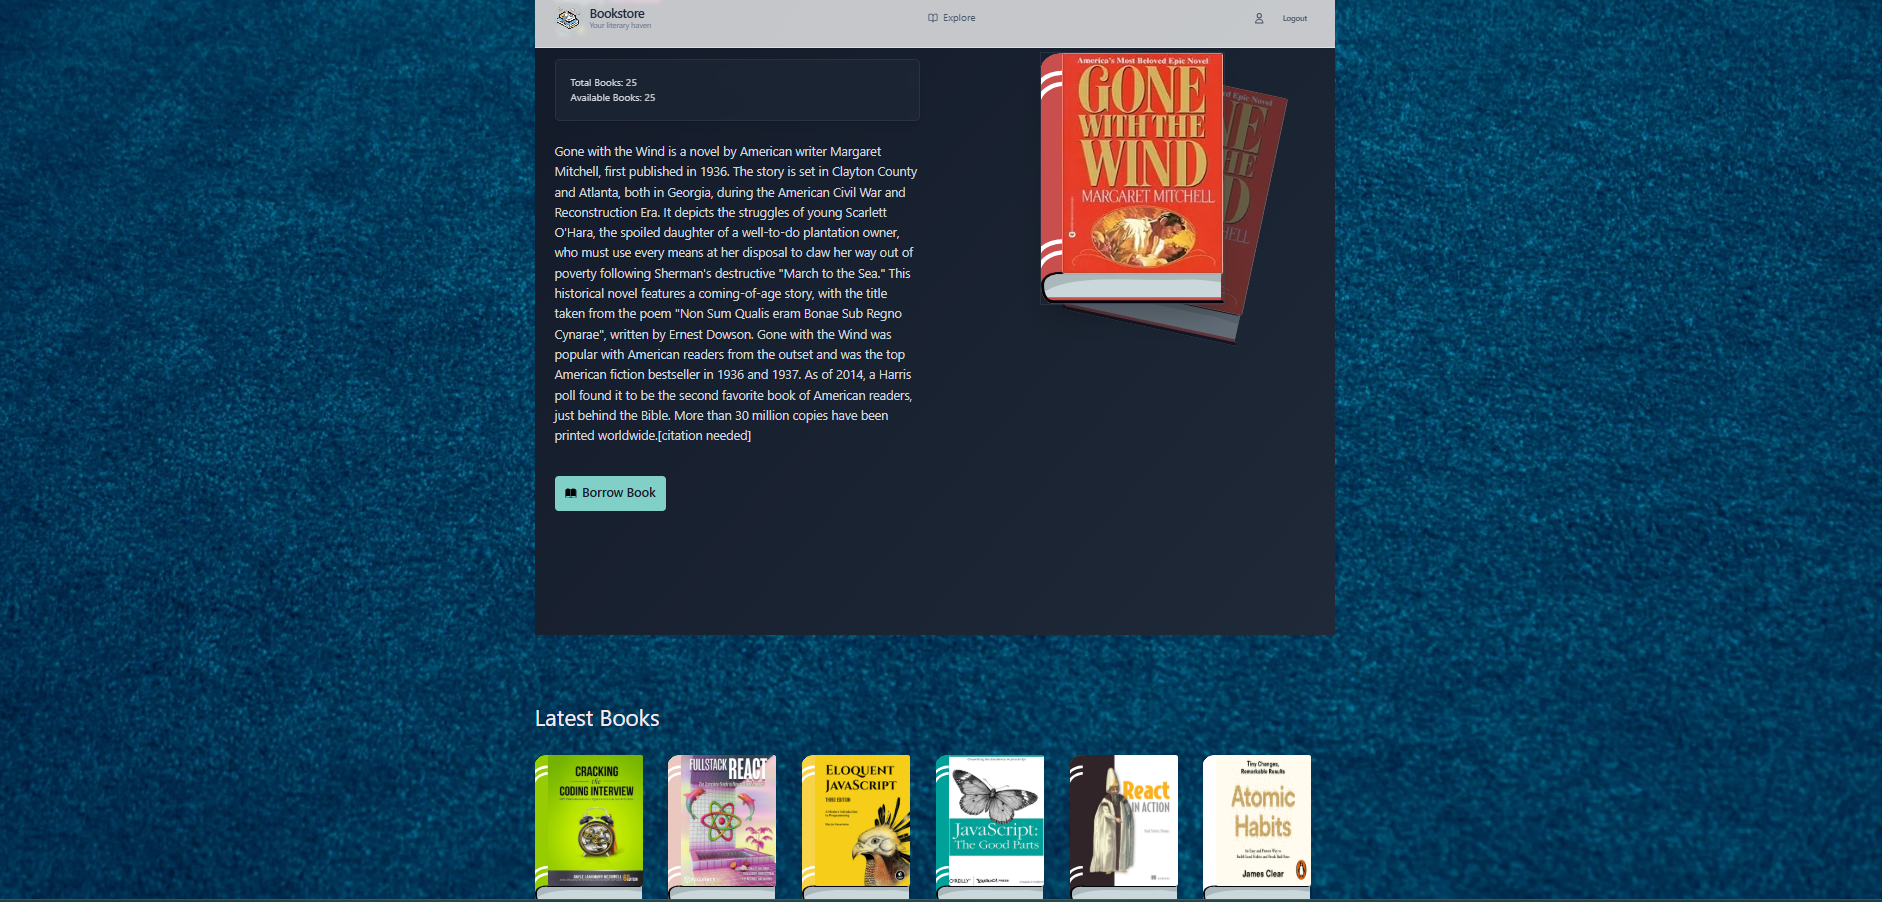 Bookstore
Your literary haven
Explore
Logout
Total Books: 25
Available Books: 25
Gone with the Wind is a novel by American writer Margaret
Mitchell, first published in 1936. The story is set in Clayton County
and Atlanta, both in Georgia, during the American Civil War and
Reconstruction Era. It depicts the struggles of young Scarlett
O'Hara, the spoiled daughter of a well-to-do plantation owner,
who must use every means at her disposal to claw her way out of
poverty following Sherman's destructive "March to the Sea." This
historical novel features a coming-of-age story, with the title
taken from the poem "Non Sum Qualis eram Bonae Sub Regno
Cynarae", written by Ernest Dowson. Gone with the Wind was
popular with American readers from the outset and was the top
American fiction bestseller in 1936 and 1937. As of 2014, a Harris
poll found it to be the second favorite book of American readers,
just behind the Bible. More than 30 million copies have been
printed worldwide.[citation needed]
Borrow Book
America's Most Beloved Epic Novel
GONE
WITH THE
WIND
MARGARET MITCHELL
Latest Books
CRACKING
the
CODING INTERVIEW
FULLSTACK REACT
ELOQUENT
JAVASCRIPT
THIRD EDITION
JavaScript:
The Good Parts
O'REILLY
YAHOO! PRESS
React
IN ACTION
Tiny Changes,
Remarkable Results
Atomic
Habits
James Clear